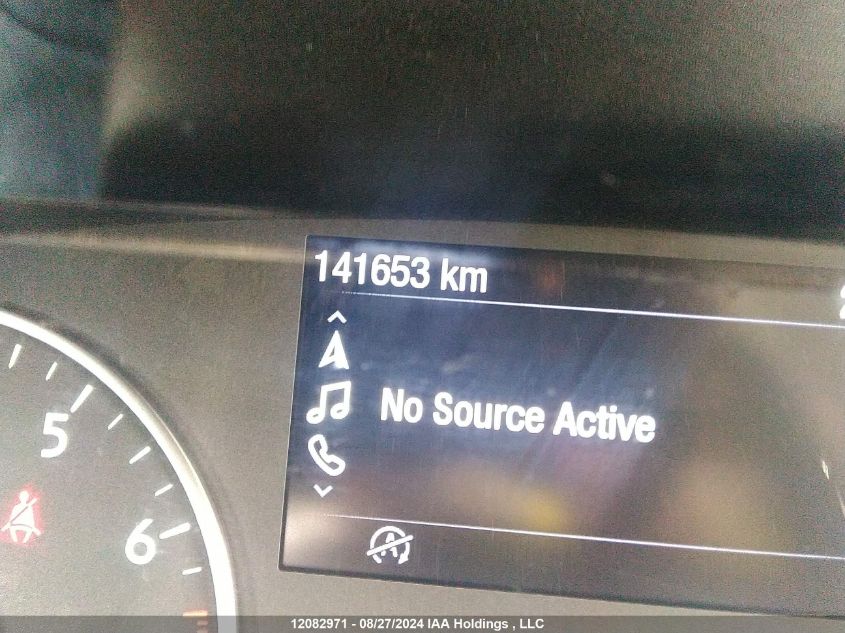 141653 km
No Source Active
5
6
A
12082971 - 08/27/2024 IAA Holdings , LLC